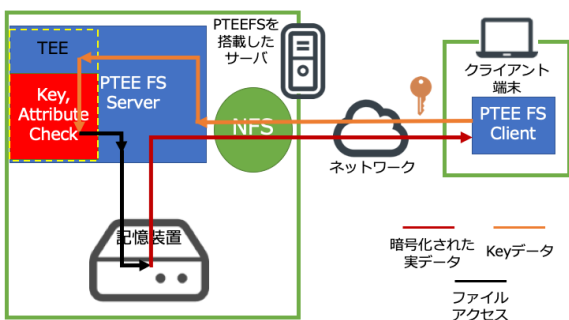 PTEEFSを
搭載した
サーバ
TEE
PTEE FS
Server
Key,
Attribute
Check
NFS
記憶装置
ネットワーク
クライアント
端末
PTEE FS
Client
暗号化された
実データ
Keyデータ
ファイル
アクセス